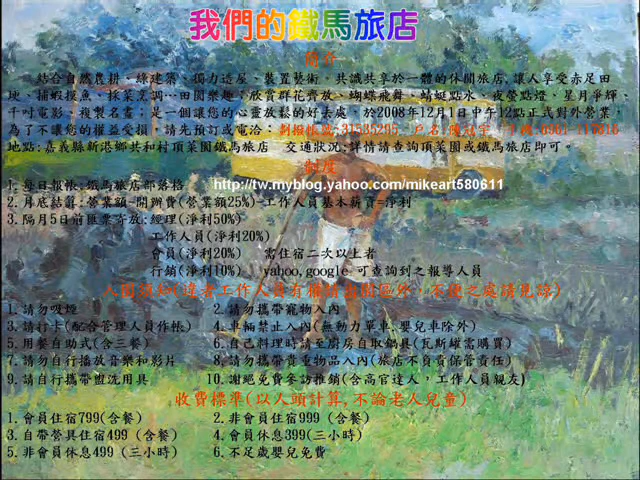 我們的鐵馬旅店
簡介
結合自然農耕、綠建築、獨力造屋、裝置藝術，共識共享於一體的休閒旅店，讓人享受赤足田
埂、捕蝦摸魚、採菜烹調…田園樂趣；欣賞群花齊放、蝴蝶飛舞、蜻蜓點水、夜螢點燈、星月爭輝、
千吋電影、複製名畫；是一個讓您的心靈放鬆的好去處，於2008年12月1日中午12點正式對外營業，
為了不讓您的權益受損，請先預訂或電洽：
地點:嘉義縣新港鄉共和村頂菜園鐵馬旅店 交通狀況:詳情請查詢頂菜園或鐵馬旅店即可。
制度
1.每日報帳:鐵馬旅店部落格 http://tw.myblog.yahoo.com/mikeart580611
2.月底結算:營業額-開辦費(營業額25%)-工作人員基本薪資=淨利
3.隔月5日前匯票寄放:經理(淨利50%)
工作人員(淨利20%)
會員(淨利20%) 需住宿二次以上者
行銷(淨利10%) yahoo,google 可查詢到之報導人員
入園須知(違者工作人員有權請出園區外，不便之處請見諒)
1.請勿吸煙 2.請勿攜帶寵物入內
3.請打卡(配合管理人員作帳) 4.車輛禁止入內(無動力單車.嬰兒車除外)
5.用餐自助式(含三餐) 6.自己料理時請至廚房自取鍋具(瓦斯罐需購買)
7.請勿自行播放音樂和影片 8.請勿攜帶貴重物品入內(旅店不負責保管責任)
9.請自行攜帶盥洗用具 10.謝絕免費參訪推銷(含高官達人，工作人員親友)
收費標準(以人頭計算,不論老人兒童)
1.會員住宿799(含餐) 2.非會員住宿999 (含餐)
3.自帶營具住宿499 (含餐) 4.會員休息399(三小時)
5.非會員休息499 (三小時) 6.不足歲嬰兒免費